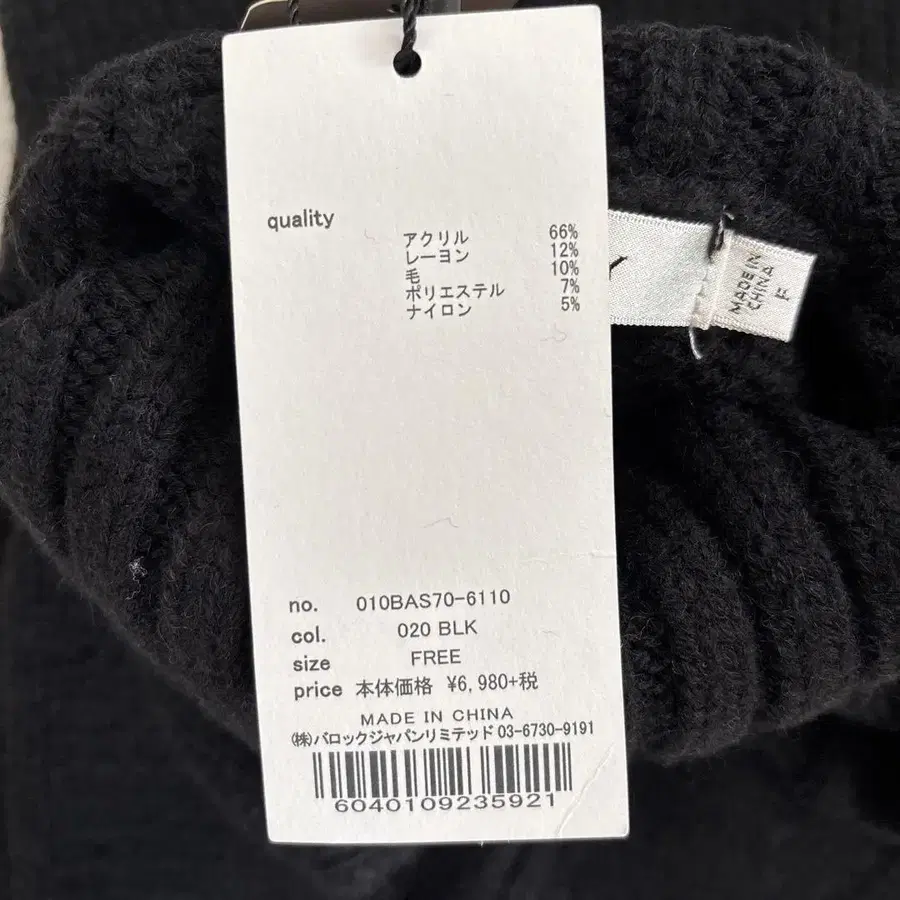 quality
アクリル 66%
レーヨン 12%
毛 10%
ポリエステル 7%
ナイロン 5%
MADE IN
CHINA
F
no. 010BAS70-6110
col. 020 BLK
size FREE
price 本体価格 ¥6,980+税
MADE IN CHINA
㈱バロックジャパンリミテッド 03-6730-9191
6040109235921